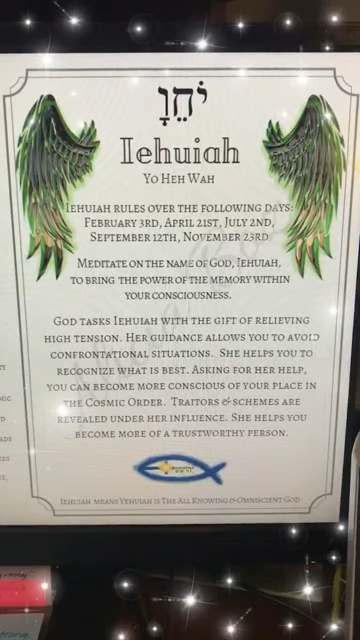 יֹהֵוָ
Iehuiah
Yo Heh Wah
Iehuiah rules over the following days:
February 3rd, April 21st, July 2nd,
September 12th, November 23rd
Meditate on the name of God, Iehuiah,
to bring the power of the memory within
your consciousness.
God tasks Iehuiah with the gift of relieving
high tension. Her guidance allows you to avoid
confrontational situations. She helps you to
recognize what is best. Asking for her help,
you can become more conscious of your place in
the Cosmic Order. Traitors & schemes are
revealed under her influence. She helps you
become more of a trustworthy person.
Iehuiah means Yehuiah is The All Knowing & Omniscient God